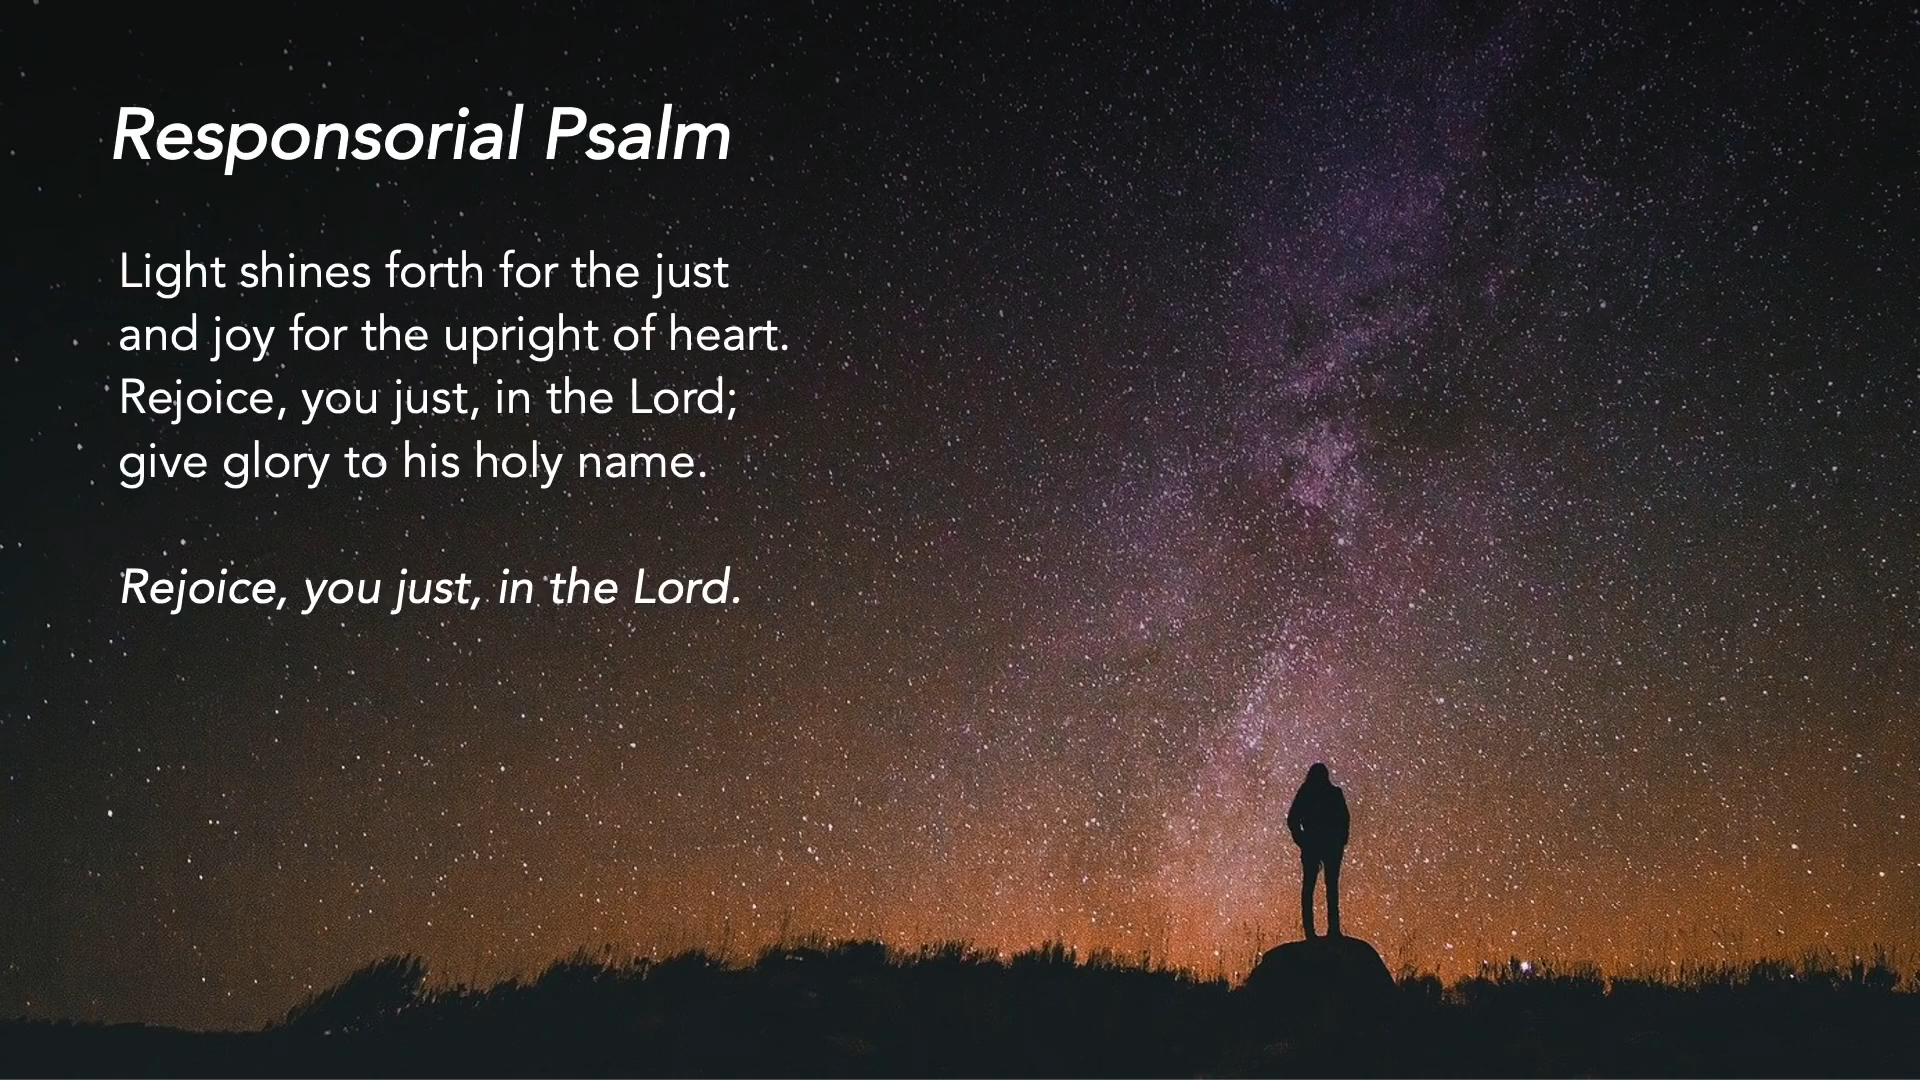 Responsorial Psalm
Light shines forth for the just
and joy for the upright of heart.
Rejoice, you just, in the Lord;
give glory to his holy name.
Rejoice, you just, in the Lord.